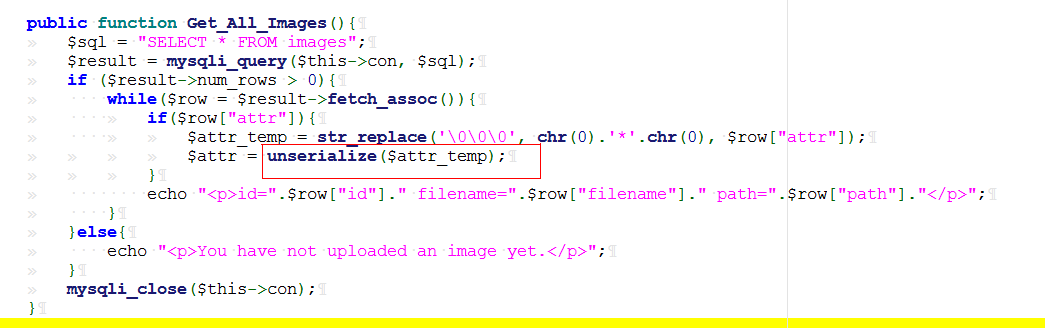 public function Get_All_Images(){
$sql = "SELECT * FROM images";
$result = mysqli_query($this->con, $sql);
if ($result->num_rows > 0){
while($row = $result->fetch_assoc()){
if($row["attr"]){
$attr_temp = str_replace('\0\0\0', chr(0).'*'.chr(0), $row["attr"]);
$attr = unserialize($attr_temp);
}
echo "<p>id=".$row["id"]." filename=".$row["filename"]." path=".$row["path"]."</p>";
}
}else{
echo "<p>You have not uploaded an image yet.</p>";
}
mysqli_close($this->con);
}